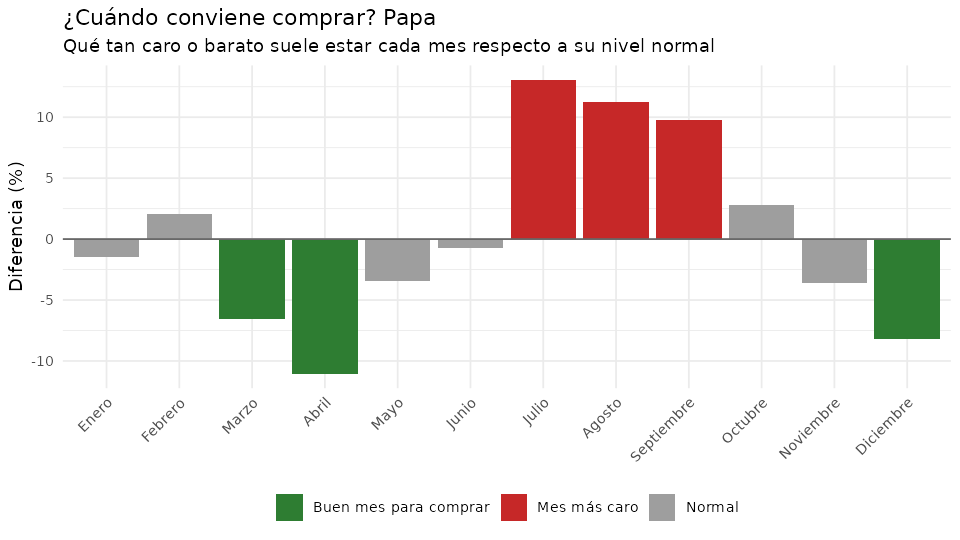 ¿Cuándo conviene comprar? Papa
Qué tan caro o barato suele estar cada mes respecto a su nivel normal
Diferencia (%)
10
5
0
-5
-10
Enero
Febrero
Marzo
Abril
Mayo
Junio
Julio
Agosto
Septiembre
Octubre
Noviembre
Diciembre
Buen mes para comprar
Mes más caro
Normal